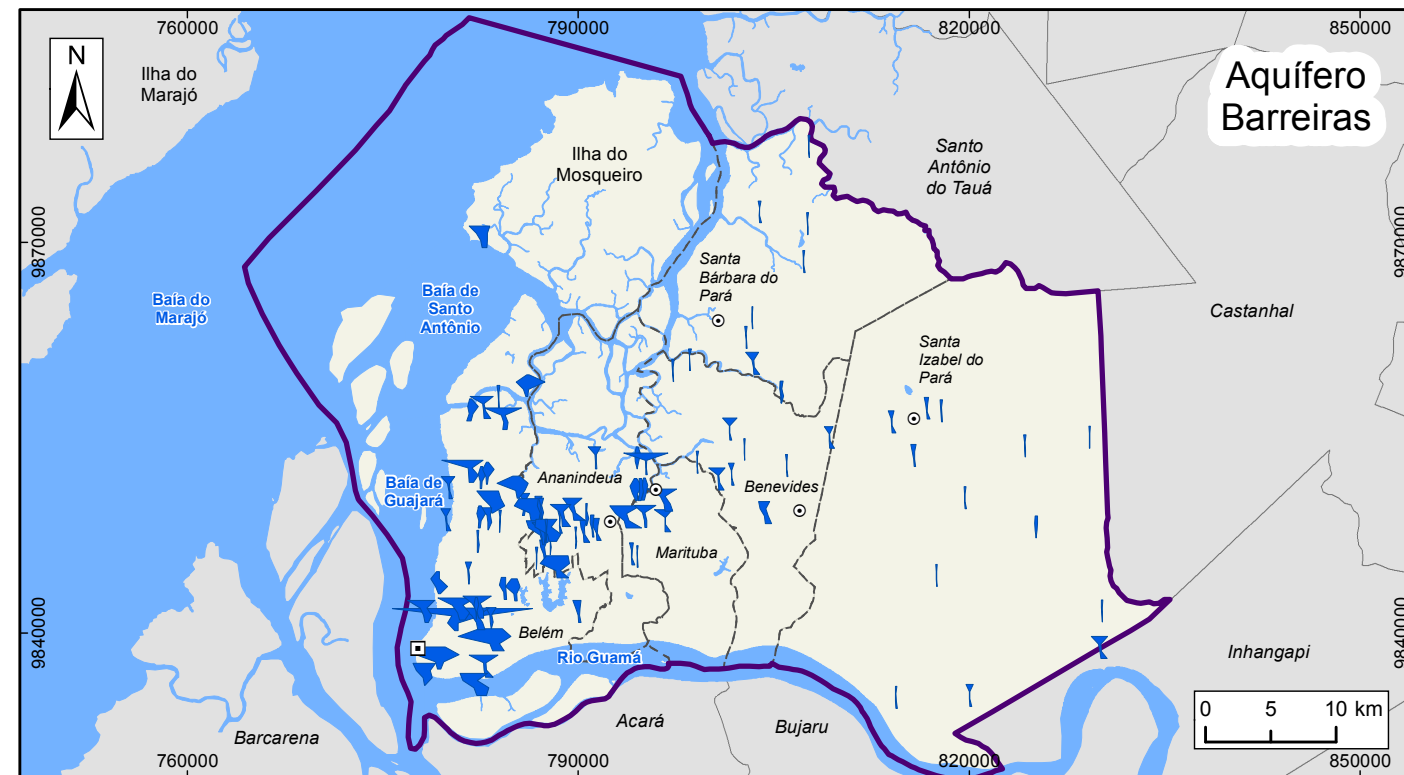 760000
790000
820000
850000
N
Ilha do
Marajó
Aquífero
Barreiras
Ilha do
Mosqueiro
Santo
Antônio
do Tauá
9870000
9870000
Santa
Bárbara do
Pará
Baía do
Marajó
Baía de
Santo
Antônio
Castanhal
Santa
Izabel do
Pará
Ananindeua
Baía de
Guajará
Benevides
Marituba
9840000
9840000
Belém
Rio Guamá
Inhangapi
Acará
Bujaru
Barcarena
0 5 10 km
760000
790000
820000
850000